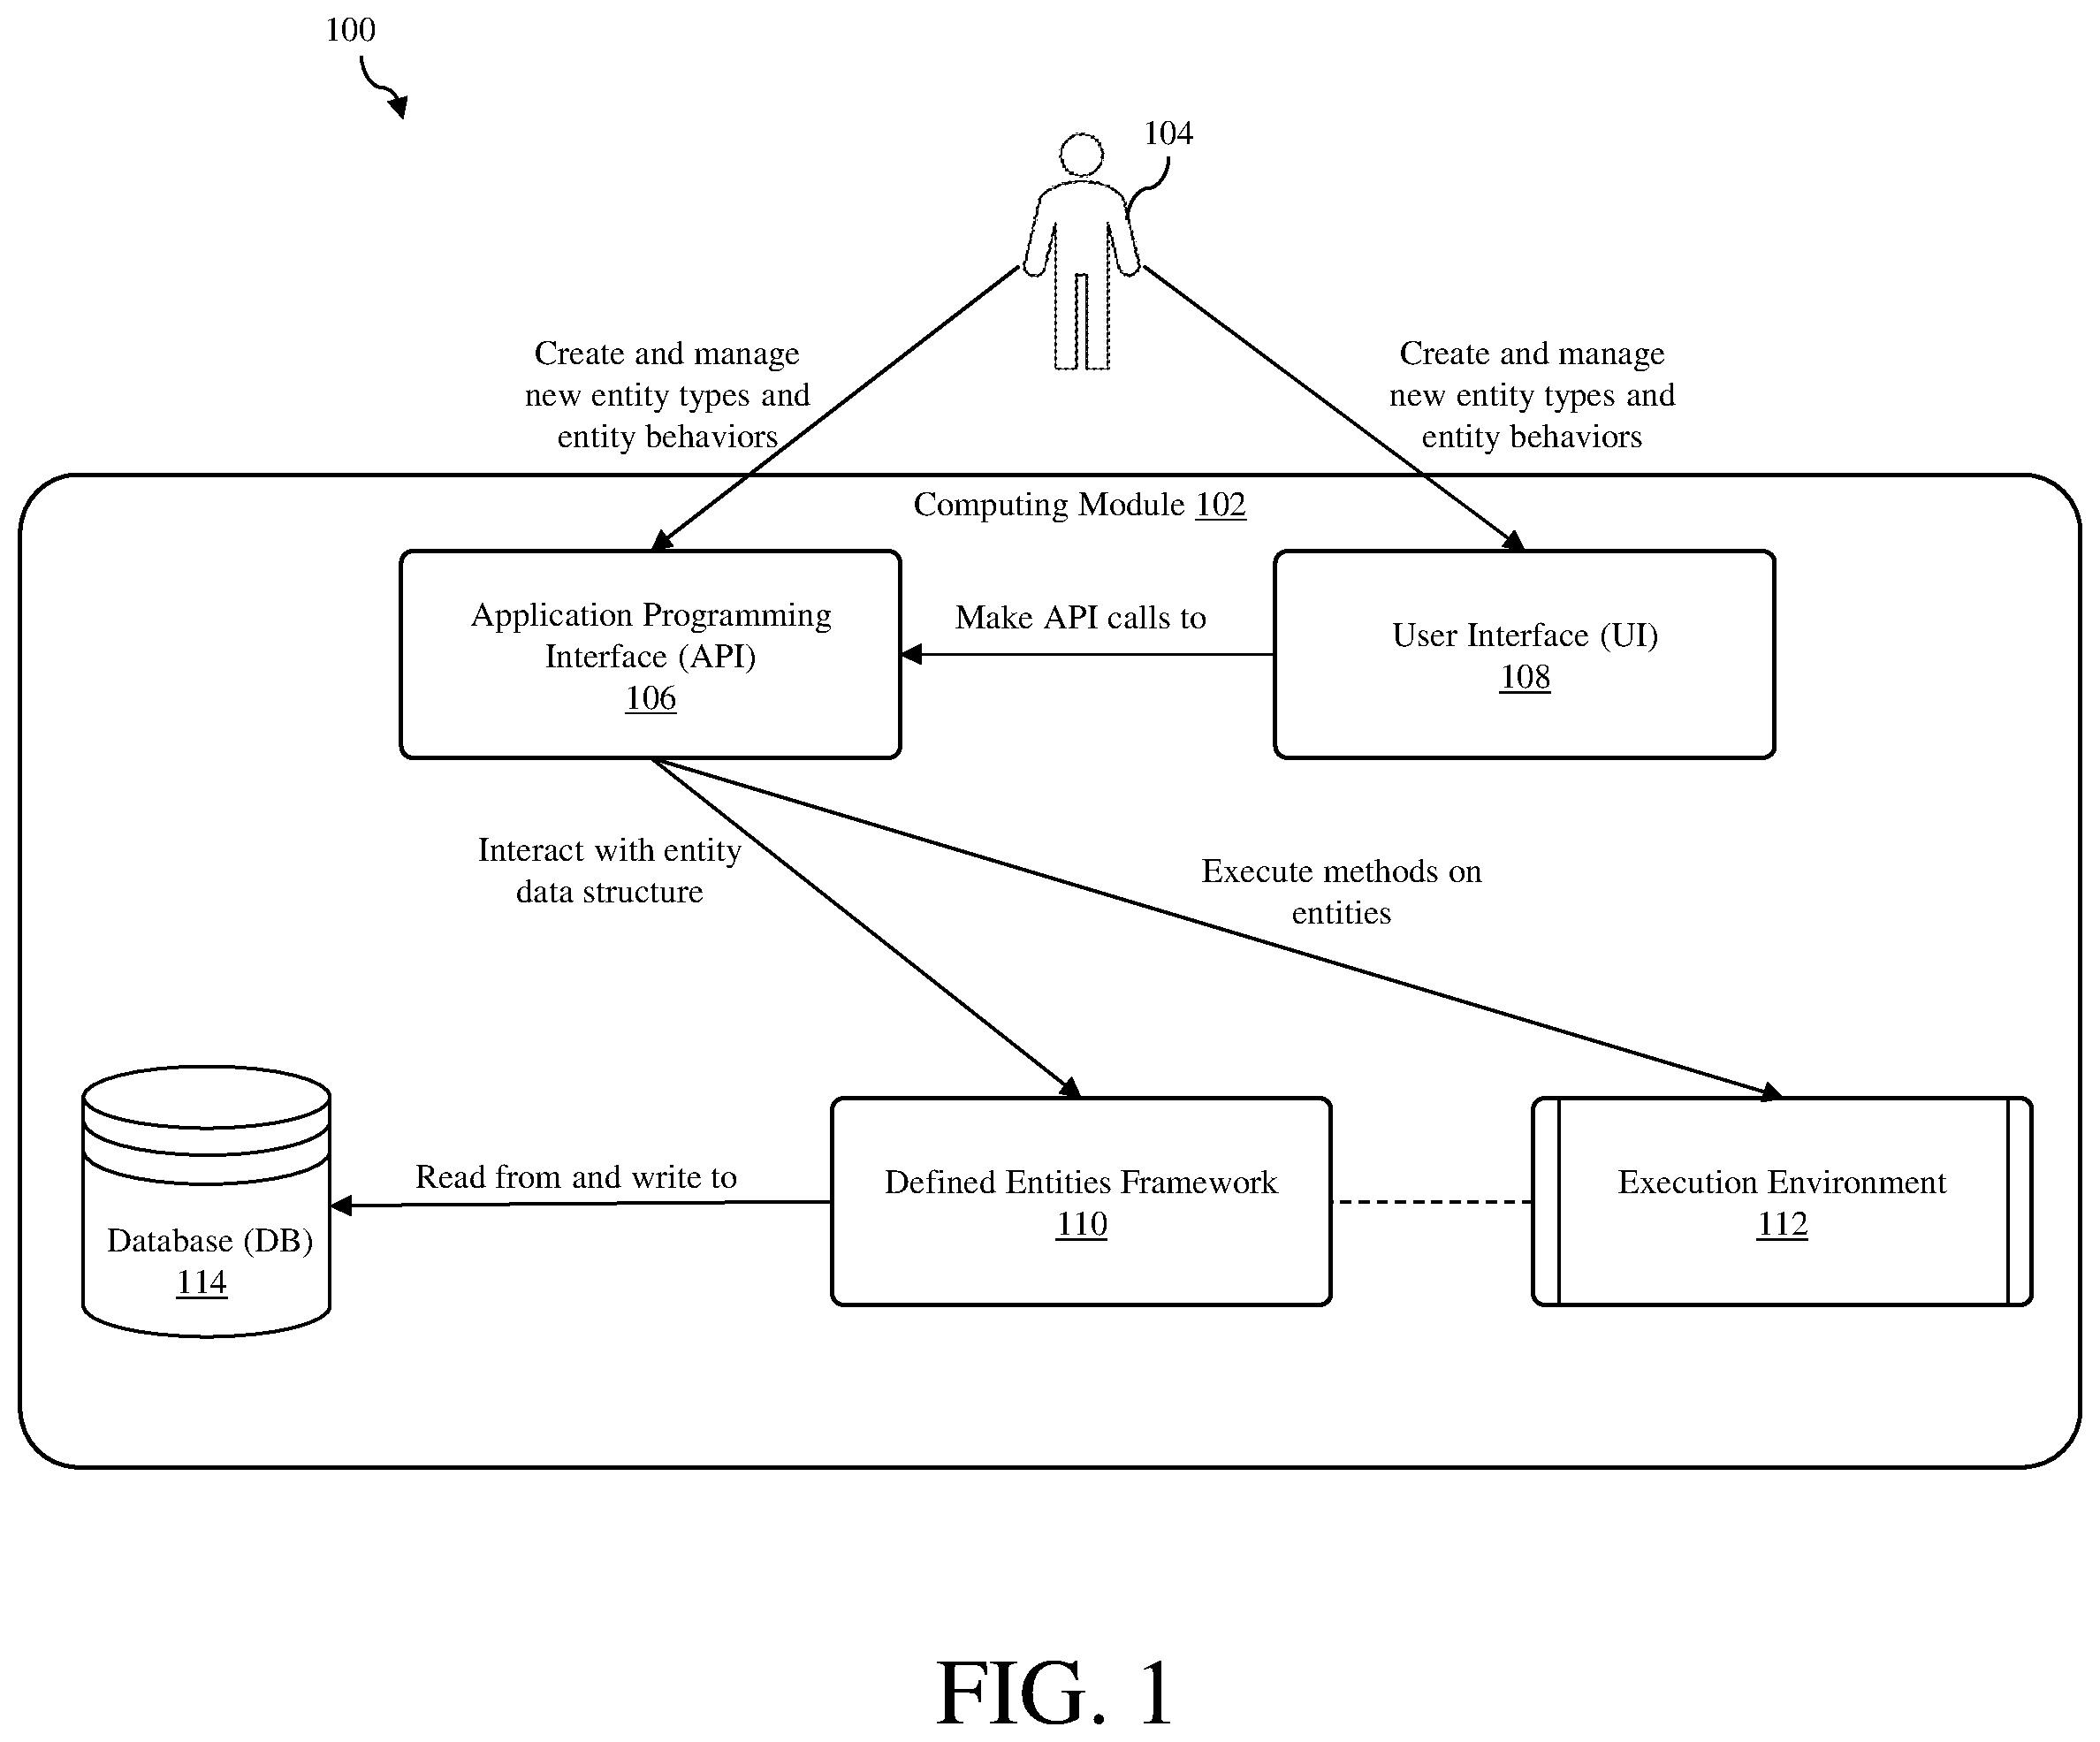 100
104
Create and manage
new entity types and
entity behaviors
Create and manage
new entity types and
entity behaviors
Computing Module 102
Application Programming
Interface (API)
106
Make API calls to
User Interface (UI)
108
Interact with entity
data structure
Execute methods on
entities
Database (DB)
114
Read from and write to
Defined Entities Framework
110
Execution Environment
112
FIG. 1